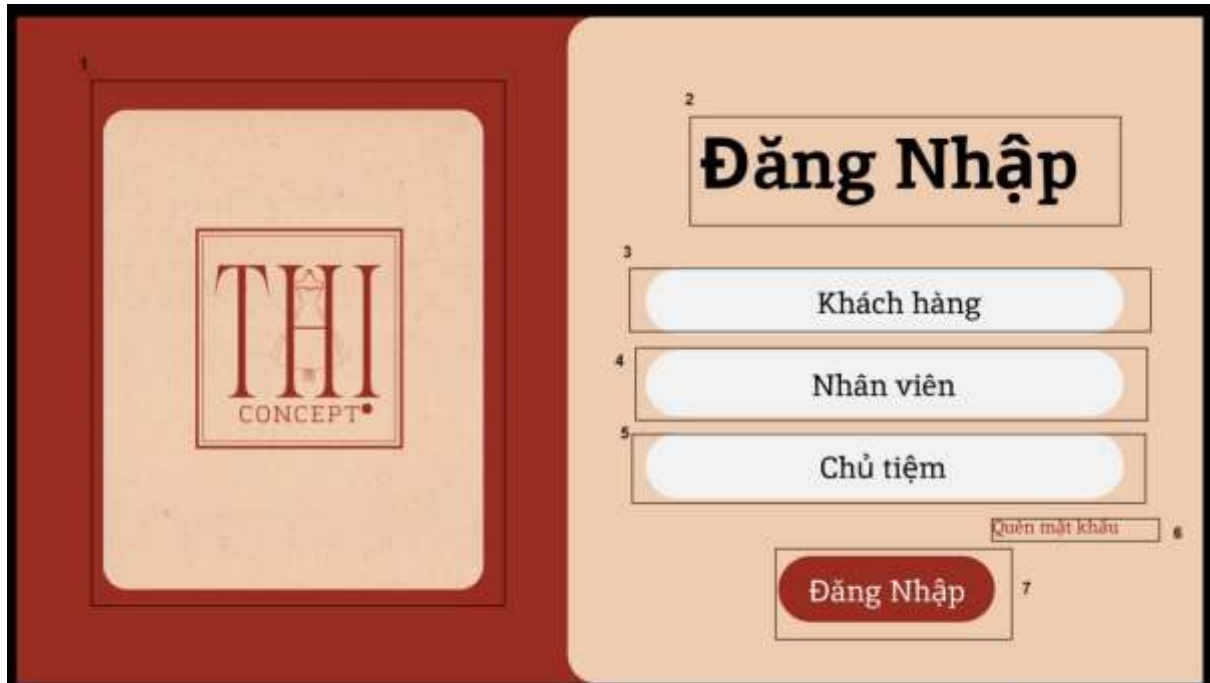 1
THỊ
CONCEPT
2
Đăng Nhập
3
Khách hàng
4
Nhân viên
5
Chủ tiệm
Quên mật khẩu
6
Đăng Nhập
7